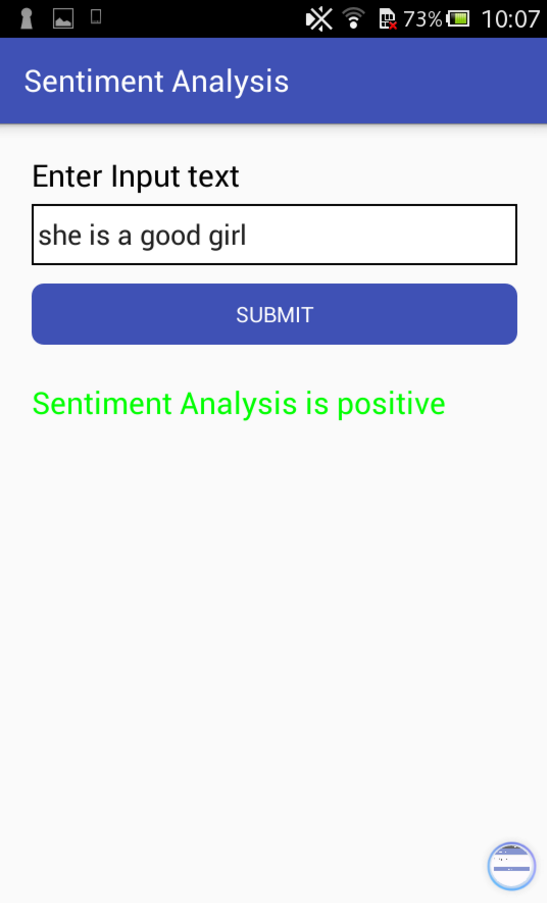 73% 10:07
Sentiment Analysis
Enter Input text
she is a good girl
SUBMIT
Sentiment Analysis is positive